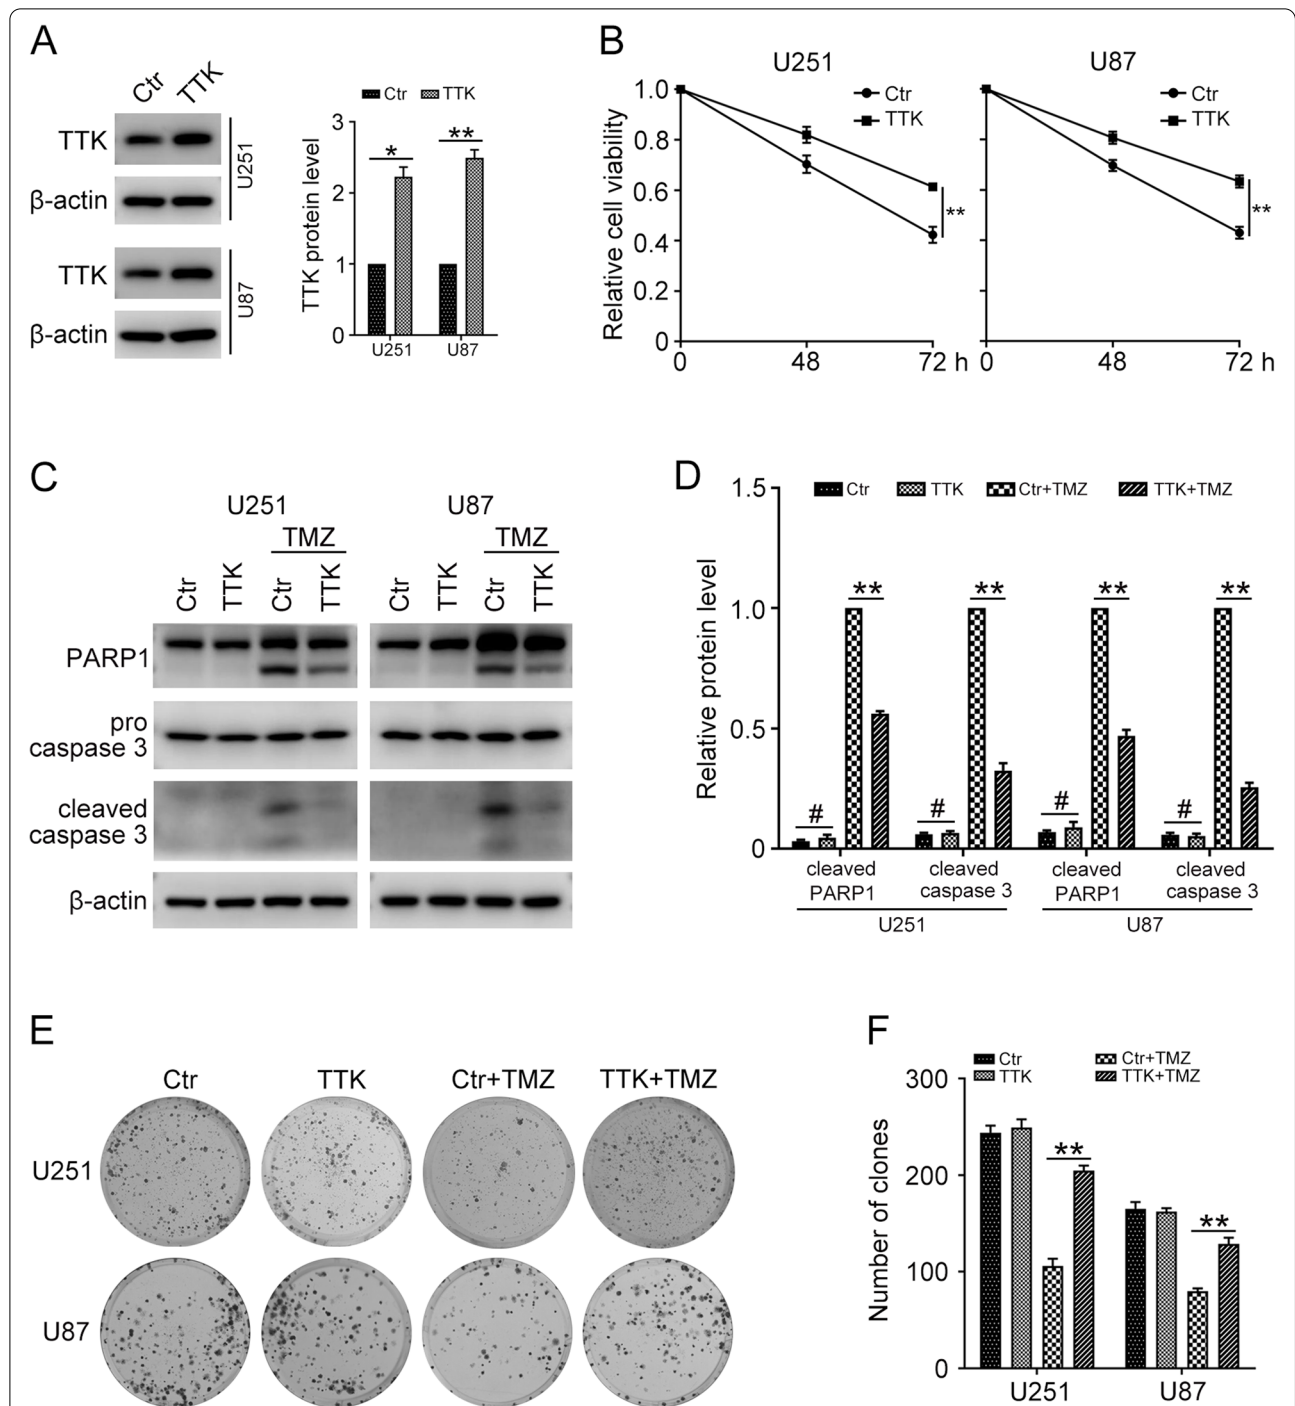 A
Ctr
TTK
TTK
β-actin
U251
TTK
β-actin
U87
Ctr
TTK
TTK protein level
3
2
1
0
*
**
U251
U87
B
U251
Relative cell viability
1.0
0.8
0.6
0.4
0.2
0
Ctr
TTK
**
0
48
72 h
U87
Ctr
TTK
**
0
48
72 h
C
U251
U87
TMZ
TMZ
Ctr
TTK
Ctr
TTK
Ctr
TTK
Ctr
TTK
PARP1
pro
caspase 3
cleaved
caspase 3
β-actin
D
Ctr
TTK
Ctr+TMZ
TTK+TMZ
Relative protein level
1.5
1.0
0.5
0
#
**
#
**
#
**
#
**
cleaved
PARP1
cleaved
caspase 3
cleaved
PARP1
cleaved
caspase 3
U251
U87
E
Ctr
TTK
Ctr+TMZ
TTK+TMZ
U251
U87
F
Ctr
TTK
Ctr+TMZ
TTK+TMZ
Number of clones
300
200
100
0
**
**
U251
U87